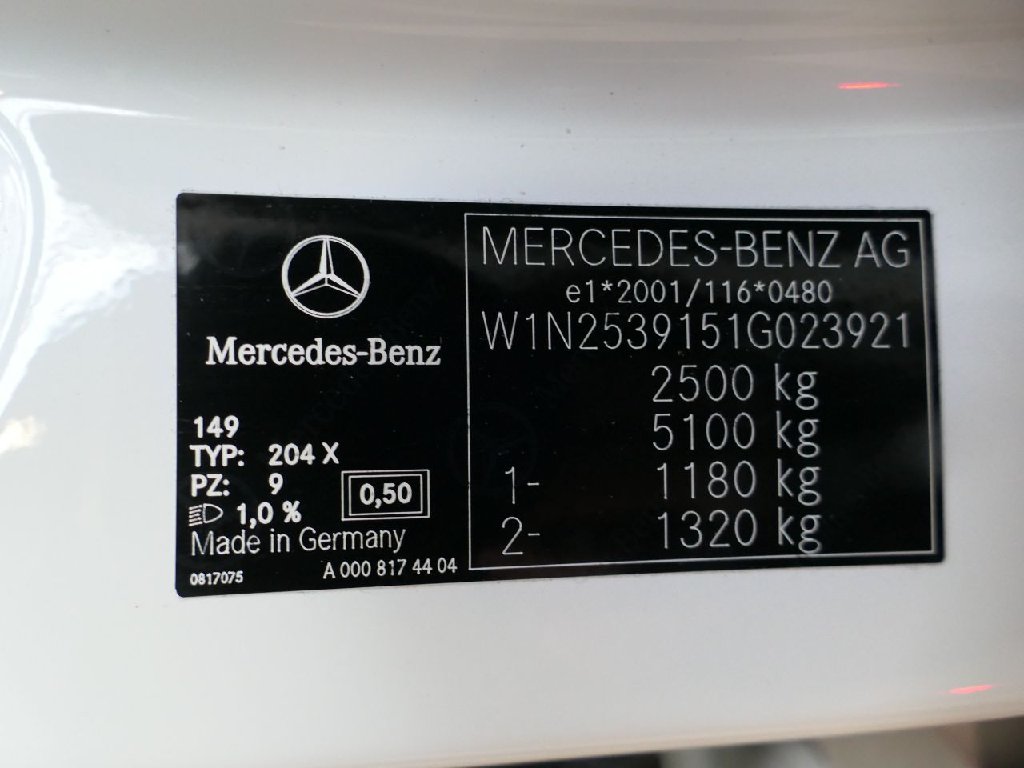 Mercedes-Benz
149
TYP: 204 X
PZ: 9
1,0 %
0,50
Made in Germany
0817075
A 000 817 44 04
MERCEDES-BENZ AG
e1*2001/116*0480
W1N2539151G023921
2500 kg
5100 kg
1- 1180 kg
2- 1320 kg